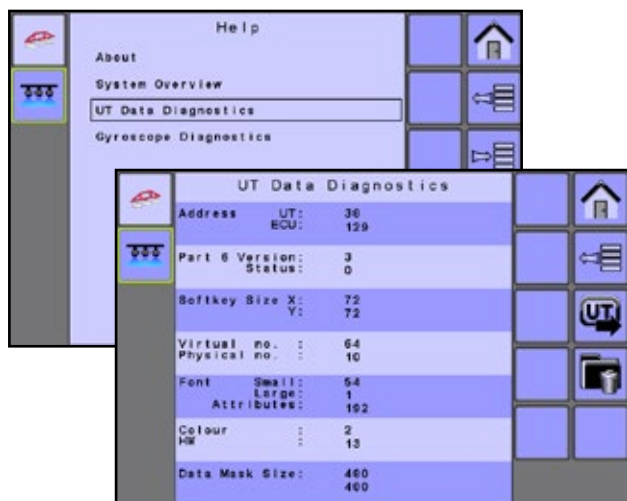 Help
About
System Overview
UT Data Diagnostics
Gyroscope Diagnostics
UT Data Diagnostics
Address UT: 38
ECU: 129
Part 6 Version: 3
Status: 0
Softkey Size X: 72
Y: 72
Virtual no. : 64
Physical no. : 10
Font Small: 54
Large: 1
Attributes: 192
Colour : 2
HW : 13
Data Mask Size: 480
480
UT